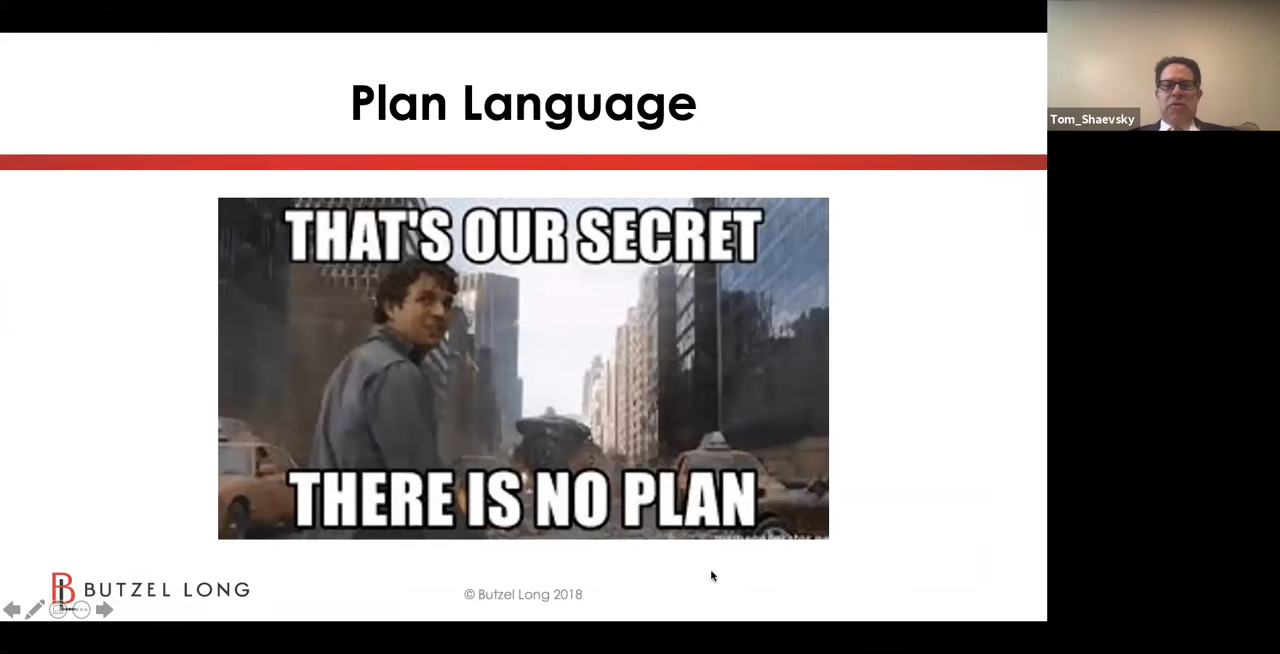 Plan Language
Tom_Shaevsky
THAT'S OUR SECRET
THERE IS NO PLAN
BUTZEL LONG
© Butzel Long 2018